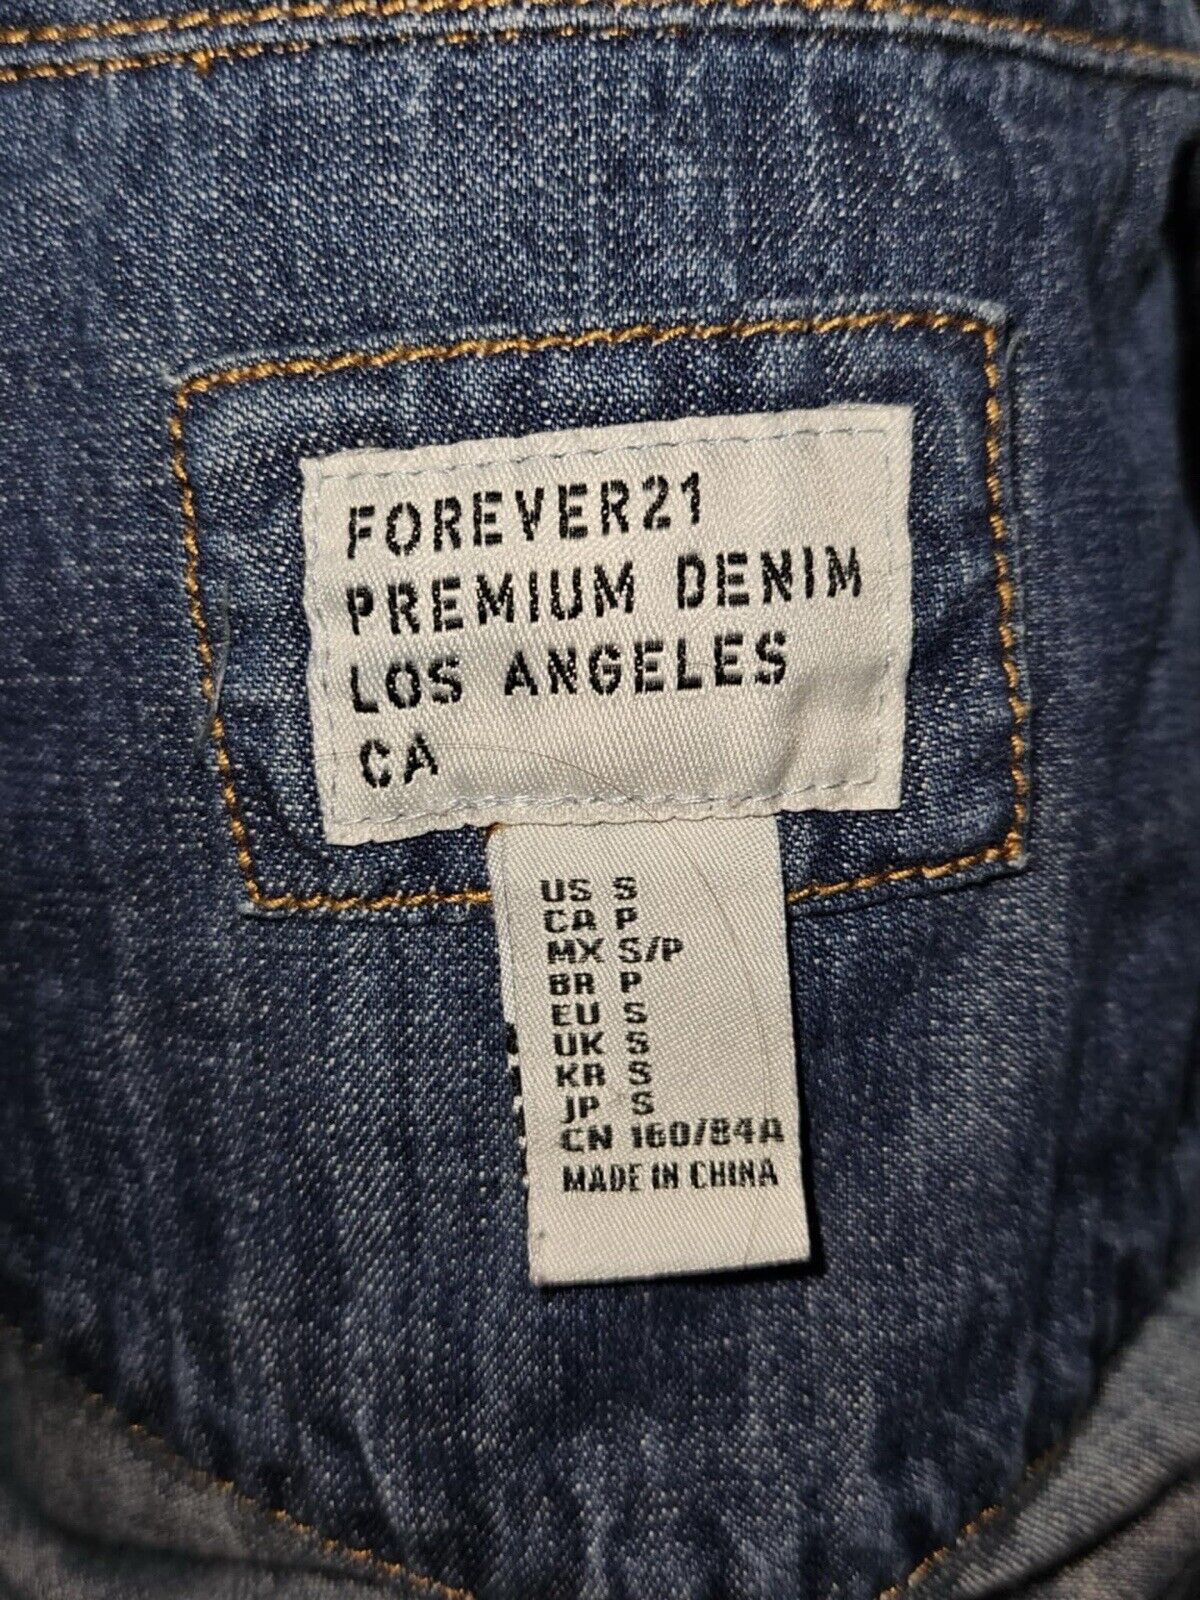 FOREVER21
PREMIUM DENIM
LOS ANGELES
CA
US S
CA P
MX S/P
BR P
EU S
UK S
KR S
JP S
CN 160/84A
MADE IN CHINA